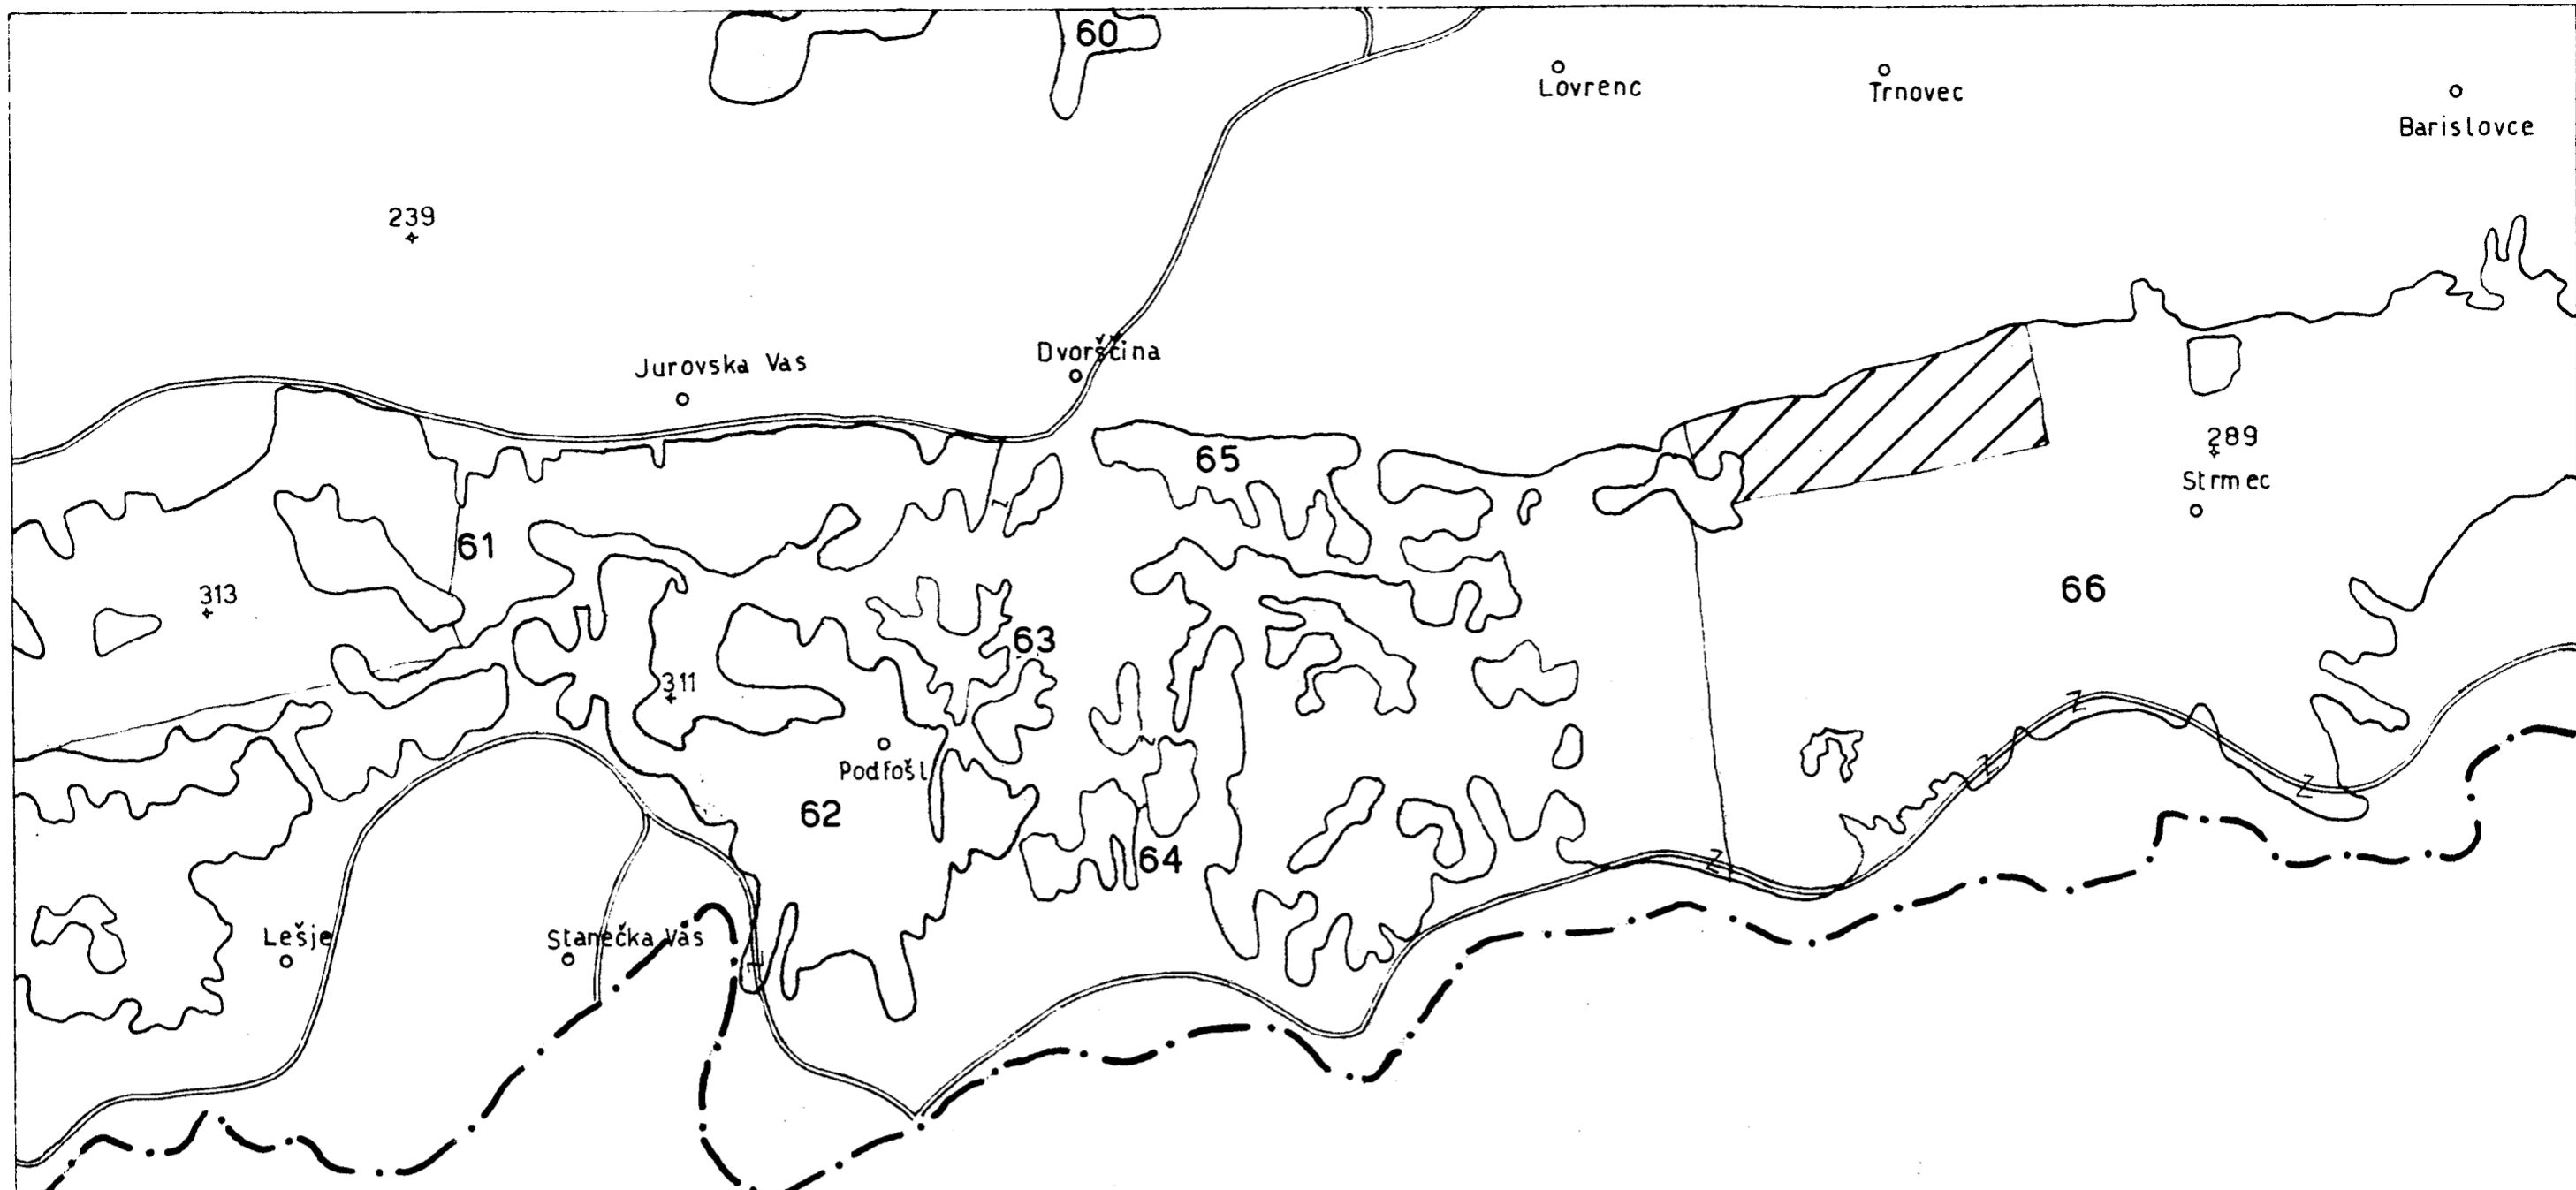 60
Lovrenc
Trnovec
Barislovce
239
Jurovska Vas
Dvorščina
289
Strmec
65
61
66
313
63
311
Podfošl
62
64
Lešje
Stanečka Vas